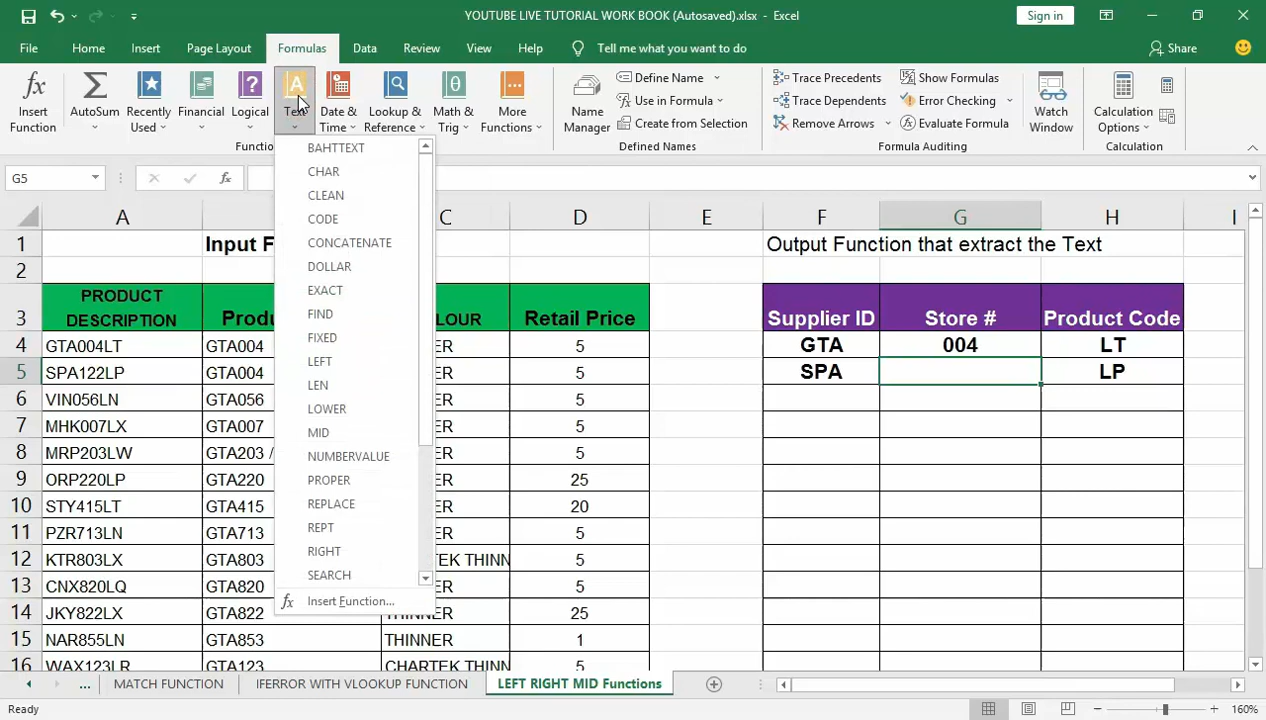 YOUTUBE LIVE TUTORIAL WORK BOOK (Autosaved).xlsx - Excel
Sign in
File Home Insert Page Layout Formulas Data Review View Help Tell me what you want to do Share
Insert Function
AutoSum
Recently Used
Financial
Logical
Text
Date & Time
Lookup & Reference
Math & Trig
More Functions
Name Manager
Define Name
Use in Formula
Create from Selection
Defined Names
Trace Precedents
Trace Dependents
Remove Arrows
Show Formulas
Error Checking
Evaluate Formula
Formula Auditing
Watch Window
Calculation Options
Calculation
G5
fx
BAHTTEXT
CHAR
CLEAN
CODE
CONCATENATE
DOLLAR
EXACT
FIND
FIXED
LEFT
LEN
LOWER
MID
NUMBERVALUE
PROPER
REPLACE
REPT
RIGHT
SEARCH
fx Insert Function...
A C D E F G H I
1 Input F Output Function that extract the Text
2
3 PRODUCT DESCRIPTION Produ LOUR Retail Price Supplier ID Store # Product Code
4 GTA004LT GTA004 ER 5 GTA 004 LT
5 SPA122LP GTA004 ER 5 SPA LP
6 VIN056LN GTA056 ER 5
7 MHK007LX GTA007 ER 5
8 MRP203LW GTA203 / ER 5
9 ORP220LP GTA220 ER 25
10 STY415LT GTA415 ER 20
11 PZR713LN GTA713 ER 5
12 KTR803LX GTA803 CHARTEK THINN 5
13 CNX820LQ GTA820 ER 5
14 JKY822LX GTA822 THINNER 25
15 NAR855LN GTA853 THINNER 1
16 WAX123LR GTA123 CHARTEK THINN 5
... MATCH FUNCTION IFERROR WITH VLOOKUP FUNCTION LEFT RIGHT MID Functions
Ready 160%